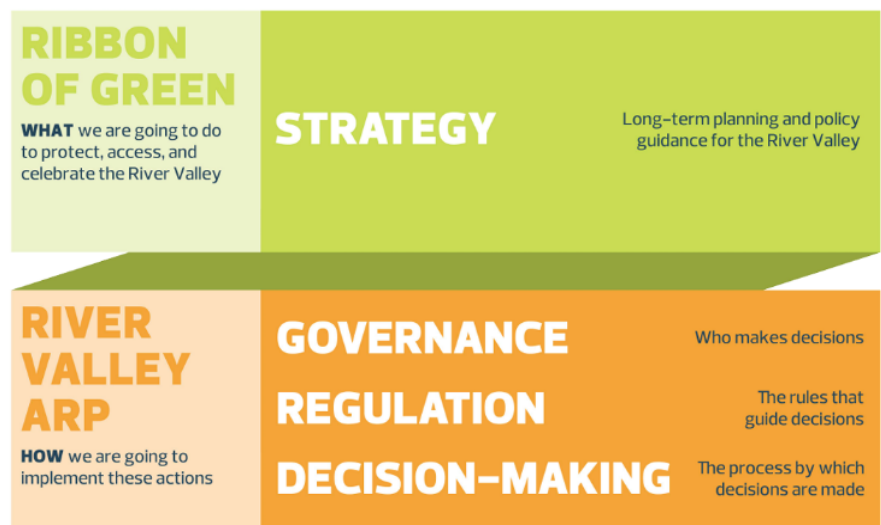 RIBBON
OF GREEN
WHAT we are going to do
to protect, access, and
celebrate the River Valley
STRATEGY
Long-term planning and policy
guidance for the River Valley
RIVER
VALLEY
ARP
HOW we are going to
implement these actions
GOVERNANCE
Who makes decisions
REGULATION
The rules that
guide decisions
DECISION-MAKING
The process by which
decisions are made